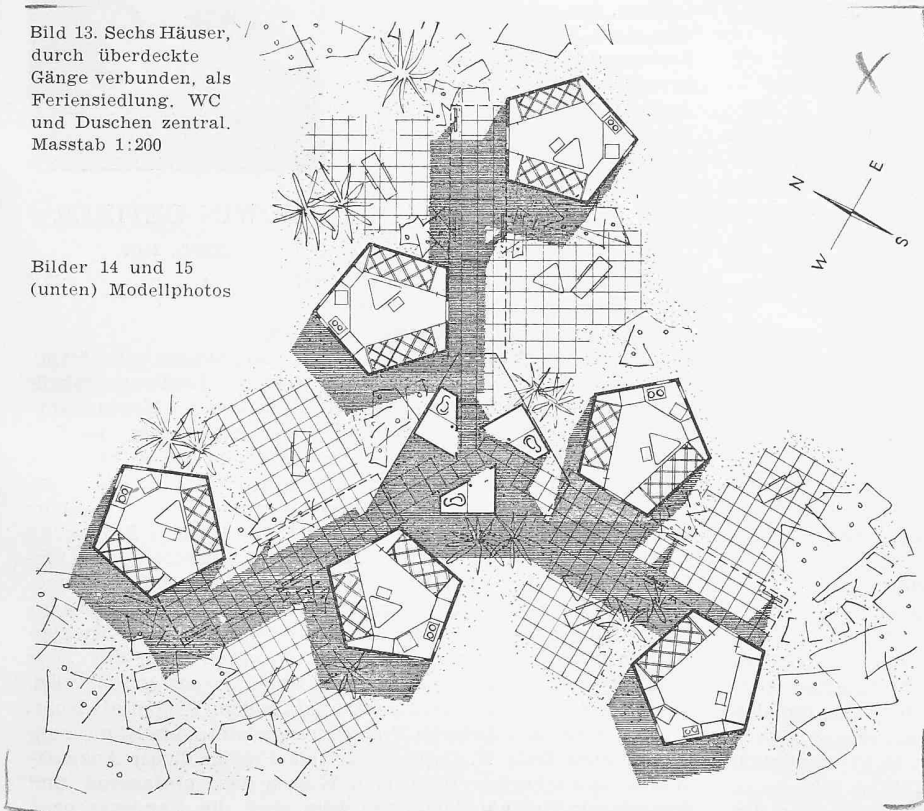 Bild 13. Sechs Häuser,
durch überdeckte
Gänge verbunden, als
Feriensiedlung. WC
und Duschen zentral.
Masstab 1:200
Bilder 14 und 15
(unten) Modellphotos
N
E
W
S